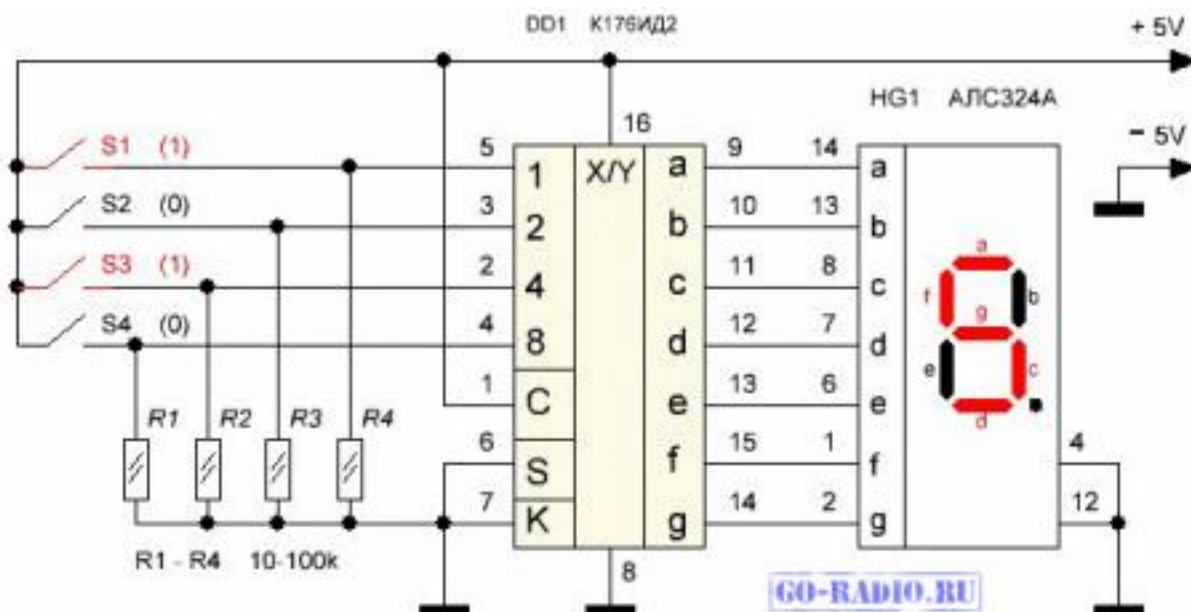 DD1 К176ИД2
+ 5V
HG1 АЛС324А
- 5V
16
S1 (1)
5
1
X/Y
a
9
14
a
S2 (0)
3
2
b
10
13
b
S3 (1)
2
4
c
11
8
c
S4 (0)
4
8
d
12
7
d
1
C
e
13
6
e
R1 R2 R3 R4
6
S
f
15
1
f
4
7
K
g
14
2
g
12
a
f
b
g
e
c
d
R1 - R4 10-100k
8
GO-RADIO.RU